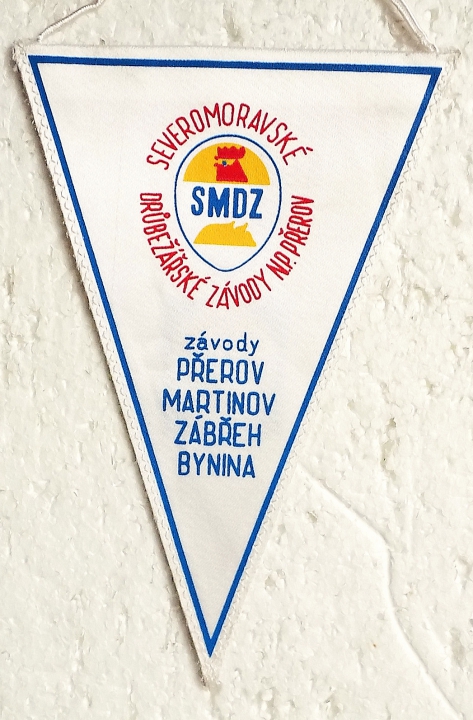 SEVEROMORAVSKÉ
SMDZ
DRŮBEŽÁŘSKÉ ZÁVODY N.P. PŘEROV
závody
PŘEROV
MARTINOV
ZÁBŘEH
BYNINA